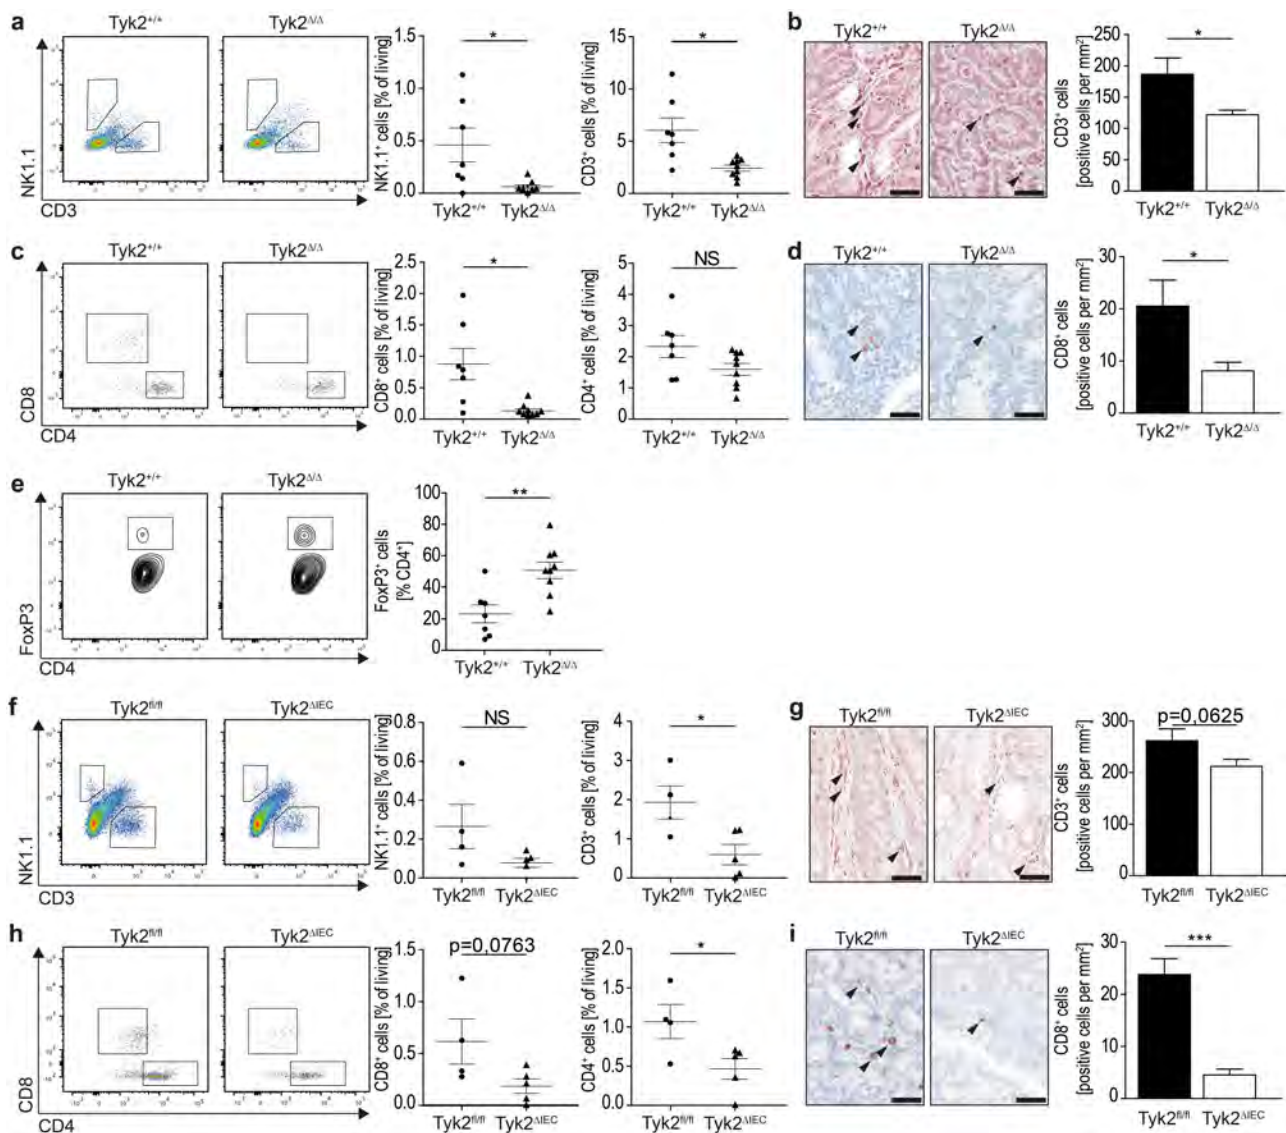 a
Tyk2+/+
TykΔ/Δ
NK1.1
CD3
NK1.1+ cells [% of living]
1.5
1.0
0.5
0.0
*
Tyk2+/+ Tyk2Δ/Δ
CD3+ cells [% of living]
15
10
5
0
*
Tyk2+/+ Tyk2Δ/Δ
b
Tyk2+/+
Tyk2Δ/Δ
CD3+ cells
[positive cells per mm2]
250
200
150
100
50
0
*
Tyk2+/+ Tyk2Δ/Δ
c
Tyk2+/+
Tyk2Δ/Δ
CD8
CD4
CD8+ cells [% of living]
2.5
2.0
1.5
1.0
0.5
0.0
*
Tyk2+/+ Tyk2Δ/Δ
CD4+ cells [% of living]
5
4
3
2
1
0
NS
Tyk2+/+ Tyk2Δ/Δ
d
Tyk2+/+
Tyk2Δ/Δ
CD8+ cells
[positive cells per mm2]
30
20
10
0
*
Tyk2+/+ Tyk2Δ/Δ
e
Tyk2+/+
Tyk2Δ/Δ
FoxP3
CD4
FoxP3+ cells
[% CD4+]
100
80
60
40
20
0
**
Tyk2+/+ Tyk2Δ/Δ
f
Tyk2fl/fl
Tyk2ΔIEC
NK1.1
CD3
NK1.1+ cells [% of living]
0.8
0.6
0.4
0.2
0.0
NS
Tyk2fl/fl Tyk2ΔIEC
CD3+ cells [% of living]
4
3
2
1
0
*
Tyk2fl/fl Tyk2ΔIEC
g
Tyk2fl/fl
Tyk2ΔIEC
CD3+ cells
[positive cells per mm2]
300
200
100
0
p=0,0625
Tyk2fl/fl Tyk2ΔIEC
h
Tyk2fl/fl
Tyk2ΔIEC
CD8
CD4
CD8+ cells [% of living]
1.5
1.0
0.5
0.0
p=0,0763
Tyk2fl/fl Tyk2ΔIEC
CD4+ cells [% of living]
2.0
1.5
1.0
0.5
0.0
*
Tyk2fl/fl Tyk2ΔIEC
i
Tyk2fl/fl
Tyk2ΔIEC
CD8+ cells
[positive cells per mm2]
30
20
10
0
***
Tyk2fl/fl Tyk2ΔIEC